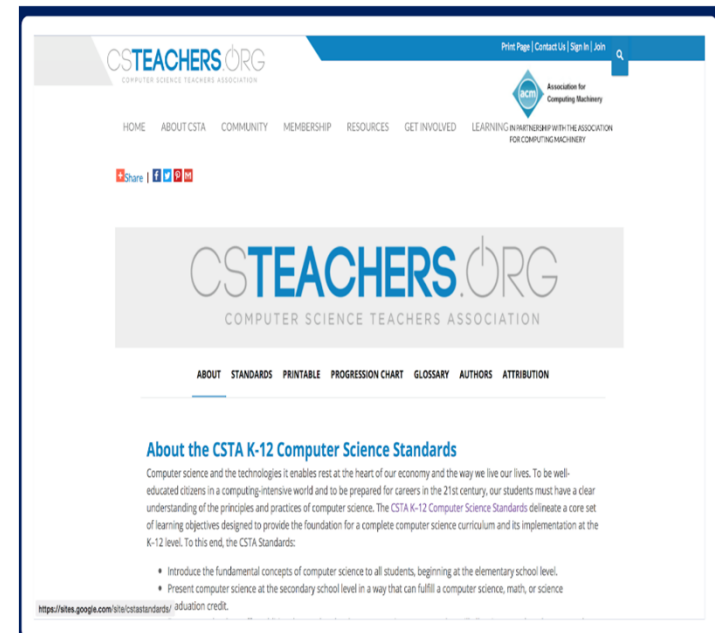 Print Page | Contact Us | Sign In | Join
CSTEACHERS.ORG
COMPUTER SCIENCE TEACHERS ASSOCIATION
acm
Association for
Computing Machinery
HOME ABOUT CSTA COMMUNITY MEMBERSHIP RESOURCES GET INVOLVED LEARNING
IN PARTNERSHIP WITH THE ASSOCIATION
FOR COMPUTING MACHINERY
Share |
CSTEACHERS.ORG
COMPUTER SCIENCE TEACHERS ASSOCIATION
ABOUT STANDARDS PRINTABLE PROGRESSION CHART GLOSSARY AUTHORS ATTRIBUTION
About the CSTA K-12 Computer Science Standards
Computer science and the technologies it enables rest at the heart of our economy and the way we live our lives. To be well-
educated citizens in a computing-intensive world and to be prepared for careers in the 21st century, our students must have a clear
understanding of the principles and practices of computer science. The CSTA K–12 Computer Science Standards delineate a core set
of learning objectives designed to provide the foundation for a complete computer science curriculum and its implementation at the
K–12 level. To this end, the CSTA Standards:
• Introduce the fundamental concepts of computer science to all students, beginning at the elementary school level.
• Present computer science at the secondary school level in a way that can fulfill a computer science, math, or science
aduation credit.
https://sites.google.com/site/cstastandards/